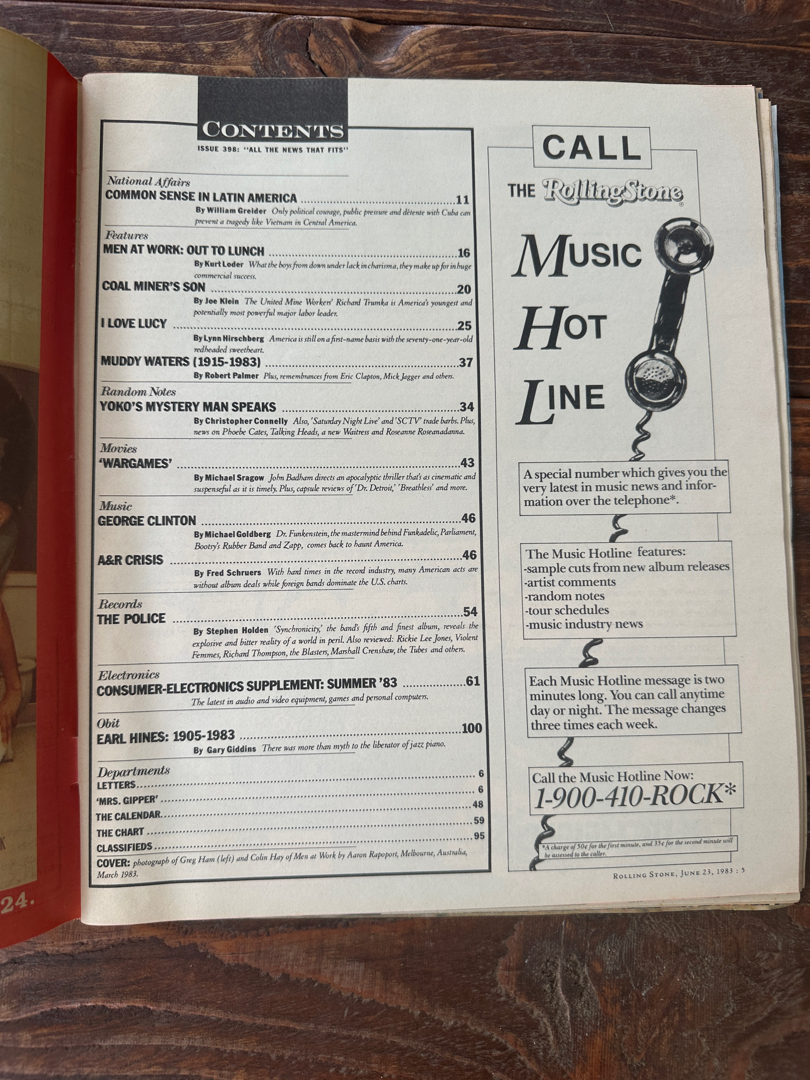 CONTENTS
ISSUE 398: "ALL THE NEWS THAT FITS"
National Affairs
COMMON SENSE IN LATIN AMERICA ........11
By William Greider Only political courage, public pressure and détente with Cuba can
prevent a tragedy like Vietnam in Central America.
Features
MEN AT WORK: OUT TO LUNCH ........16
By Kurt Loder What the boys from down under lack in charisma, they make up for in huge
commercial success.
COAL MINER'S SON ........20
By Joe Klein The United Mine Workers' Richard Trumka is America's youngest and
potentially most powerful major labor leader.
I LOVE LUCY ........25
By Lynn Hirschberg America is still on a first-name basis with the seventy-one-year-old
redheaded sweetheart.
MUDDY WATERS (1915-1983) ........37
By Robert Palmer Plus, remembrances from Eric Clapton, Mick Jagger and others.
Random Notes
YOKO'S MYSTERY MAN SPEAKS ........34
By Christopher Connelly Also, 'Saturday Night Live' and 'SCTV' trade barbs. Plus,
news on Phoebe Cates, Talking Heads, a new Waitress and Roseanne Roseanadanna.
Movies
'WARGAMES' ........43
By Michael Sragow John Badham directs an apocalyptic thriller that's as cinematic and
suspenseful as it is timely. Plus, capsule reviews of 'Dr. Detroit,' 'Breathless' and more.
Music
GEORGE CLINTON ........46
By Michael Goldberg Dr. Funkenstein, the mastermind behind Funkadelic, Parliament,
Bootsy's Rubber Band and Zapp, comes back to haunt America.
A&R CRISIS ........46
By Fred Schruers With hard times in the record industry, many American acts are
without album deals while foreign bands dominate the U.S. charts.
Records
THE POLICE ........54
By Stephen Holden 'Synchronicity,' the band's fifth and finest album, reveals the
explosive and bitter reality of a world in peril. Also reviewed: Rickie Lee Jones, Violent
Femmes, Richard Thompson, the Blasters, Marshall Crenshaw, the Tubes and others.
Electronics
CONSUMER-ELECTRONICS SUPPLEMENT: SUMMER '83 ........61
The latest in audio and video equipment, games and personal computers.
Obit
EARL HINES: 1905-1983 ........100
By Gary Giddins There was more than myth to the liberator of jazz piano.
Departments
LETTERS ........6
'MRS. GIPPER' ........6
THE CALENDAR ........48
THE CHART ........59
CLASSIFIEDS ........95
COVER: photograph of Greg Ham (left) and Colin Hay of Men at Work by Aaron Rapoport, Melbourne, Australia,
March 1983.
CALL
THE RollingStone
MUSIC
HOT
LINE
A special number which gives you the
very latest in music news and infor-
mation over the telephone*.
The Music Hotline features:
-sample cuts from new album releases
-artist comments
-random notes
-tour schedules
-music industry news
Each Music Hotline message is two
minutes long. You can call anytime
day or night. The message changes
three times each week.
Call the Music Hotline Now:
1-900-410-ROCK*
*A charge of 50¢ for the first minute, and 35¢ for the second minute will
be assessed to the caller.
ROLLING STONE, JUNE 23, 1983 : 5
24.